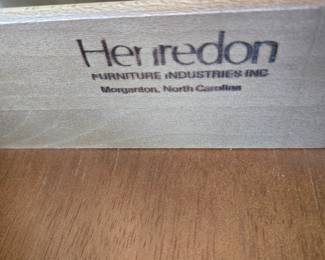 Henredon
FURNITURE INDUSTRIES INC
Morganton, North Carolina